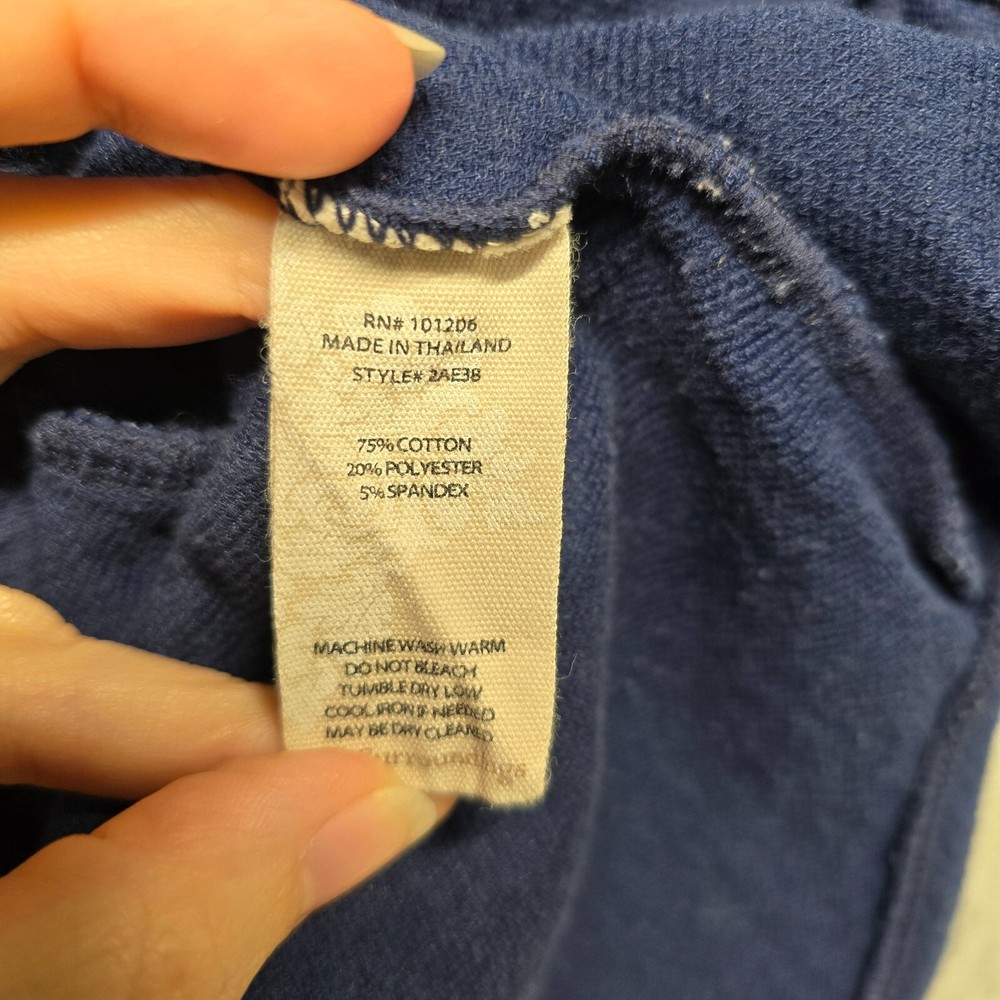 RN# 101206
MADE IN THAILAND
STYLE# 2AE38
75% COTTON
20% POLYESTER
5% SPANDEX
MACHINE WASH WARM
DO NOT BLEACH
TUMBLE DRY LOW
COOL IRON IF NEEDED
MAY BE DRY CLEANED